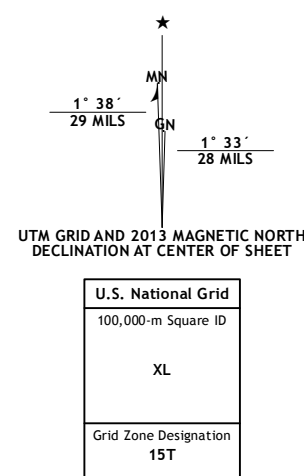 MN
1° 38´
29 MILS
GN
1° 33´
28 MILS
UTM GRID AND 2013 MAGNETIC NORTH
DECLINATION AT CENTER OF SHEET
U.S. National Grid
100,000-m Square ID
XL
Grid Zone Designation
15T